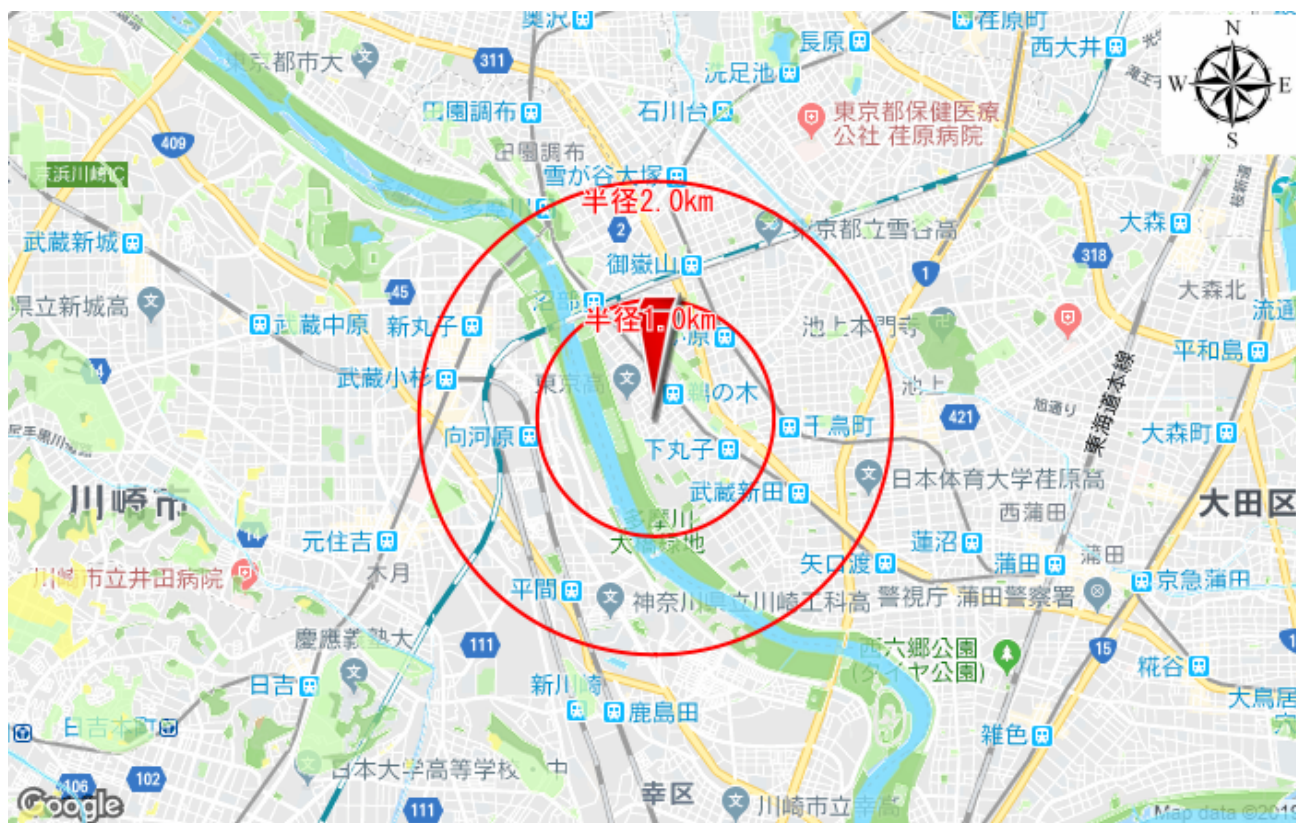 奥沢
荏原町
長原
西大井
N
W
E
S
東京都市大
311
洗足池
田園調布
石川台
東京都保健医療
公社 荏原病院
409
田園調布
京浜川崎IC
雪が谷大塚
半径2.0km
多摩川
2
東京都立雪谷高
大森
武蔵新城
御嶽山
318
1
45
沼部
大森北
県立新城高
武蔵中原
新丸子
半径1.0km
池上本門寺
流通
平和島
武蔵小杉
東京高
鵜の木
池上
東海道本線
旭通り
421
向河原
千鳥町
大森町
下丸子
日本体育大学荏原高
武蔵新田
川崎市
大田区
西蒲田
多摩川
大橋緑地
14
元住吉
蓮沼
蒲田
蒲田
矢口渡
京急蒲田
川崎市立井田病院
木月
平間
神奈川県立川崎工科高
警視庁 蒲田警察署
慶應義塾大
111
西六郷公園
(タイヤ公園)
15
糀谷
日吉
新川崎
大鳥居
日吉本町
鹿島田
雑色
日本大学高等学校・中
106
102
111
幸区
川崎市立幸高
Google
Map data ©2019